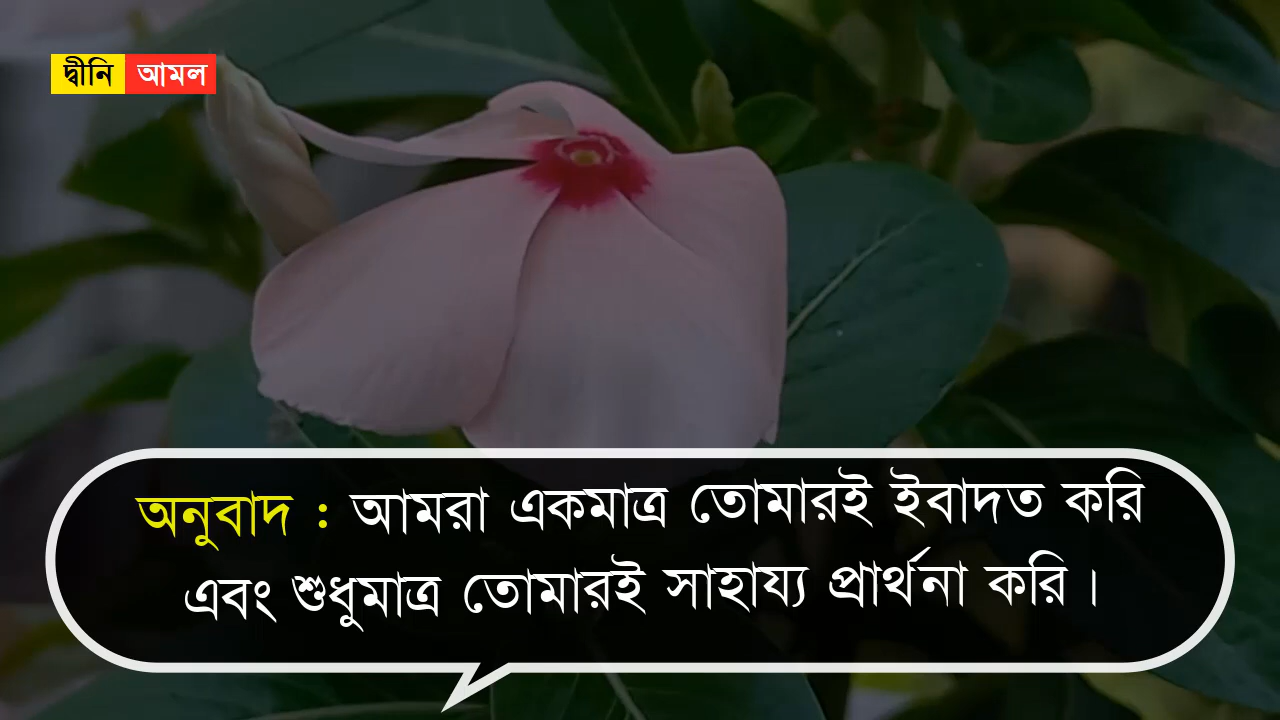 দ্বীনি আমল
অনুবাদ : আমরা একমাত্র তোমারই ইবাদত করি
এবং শুধুমাত্র তোমারই সাহায্য প্রার্থনা করি।